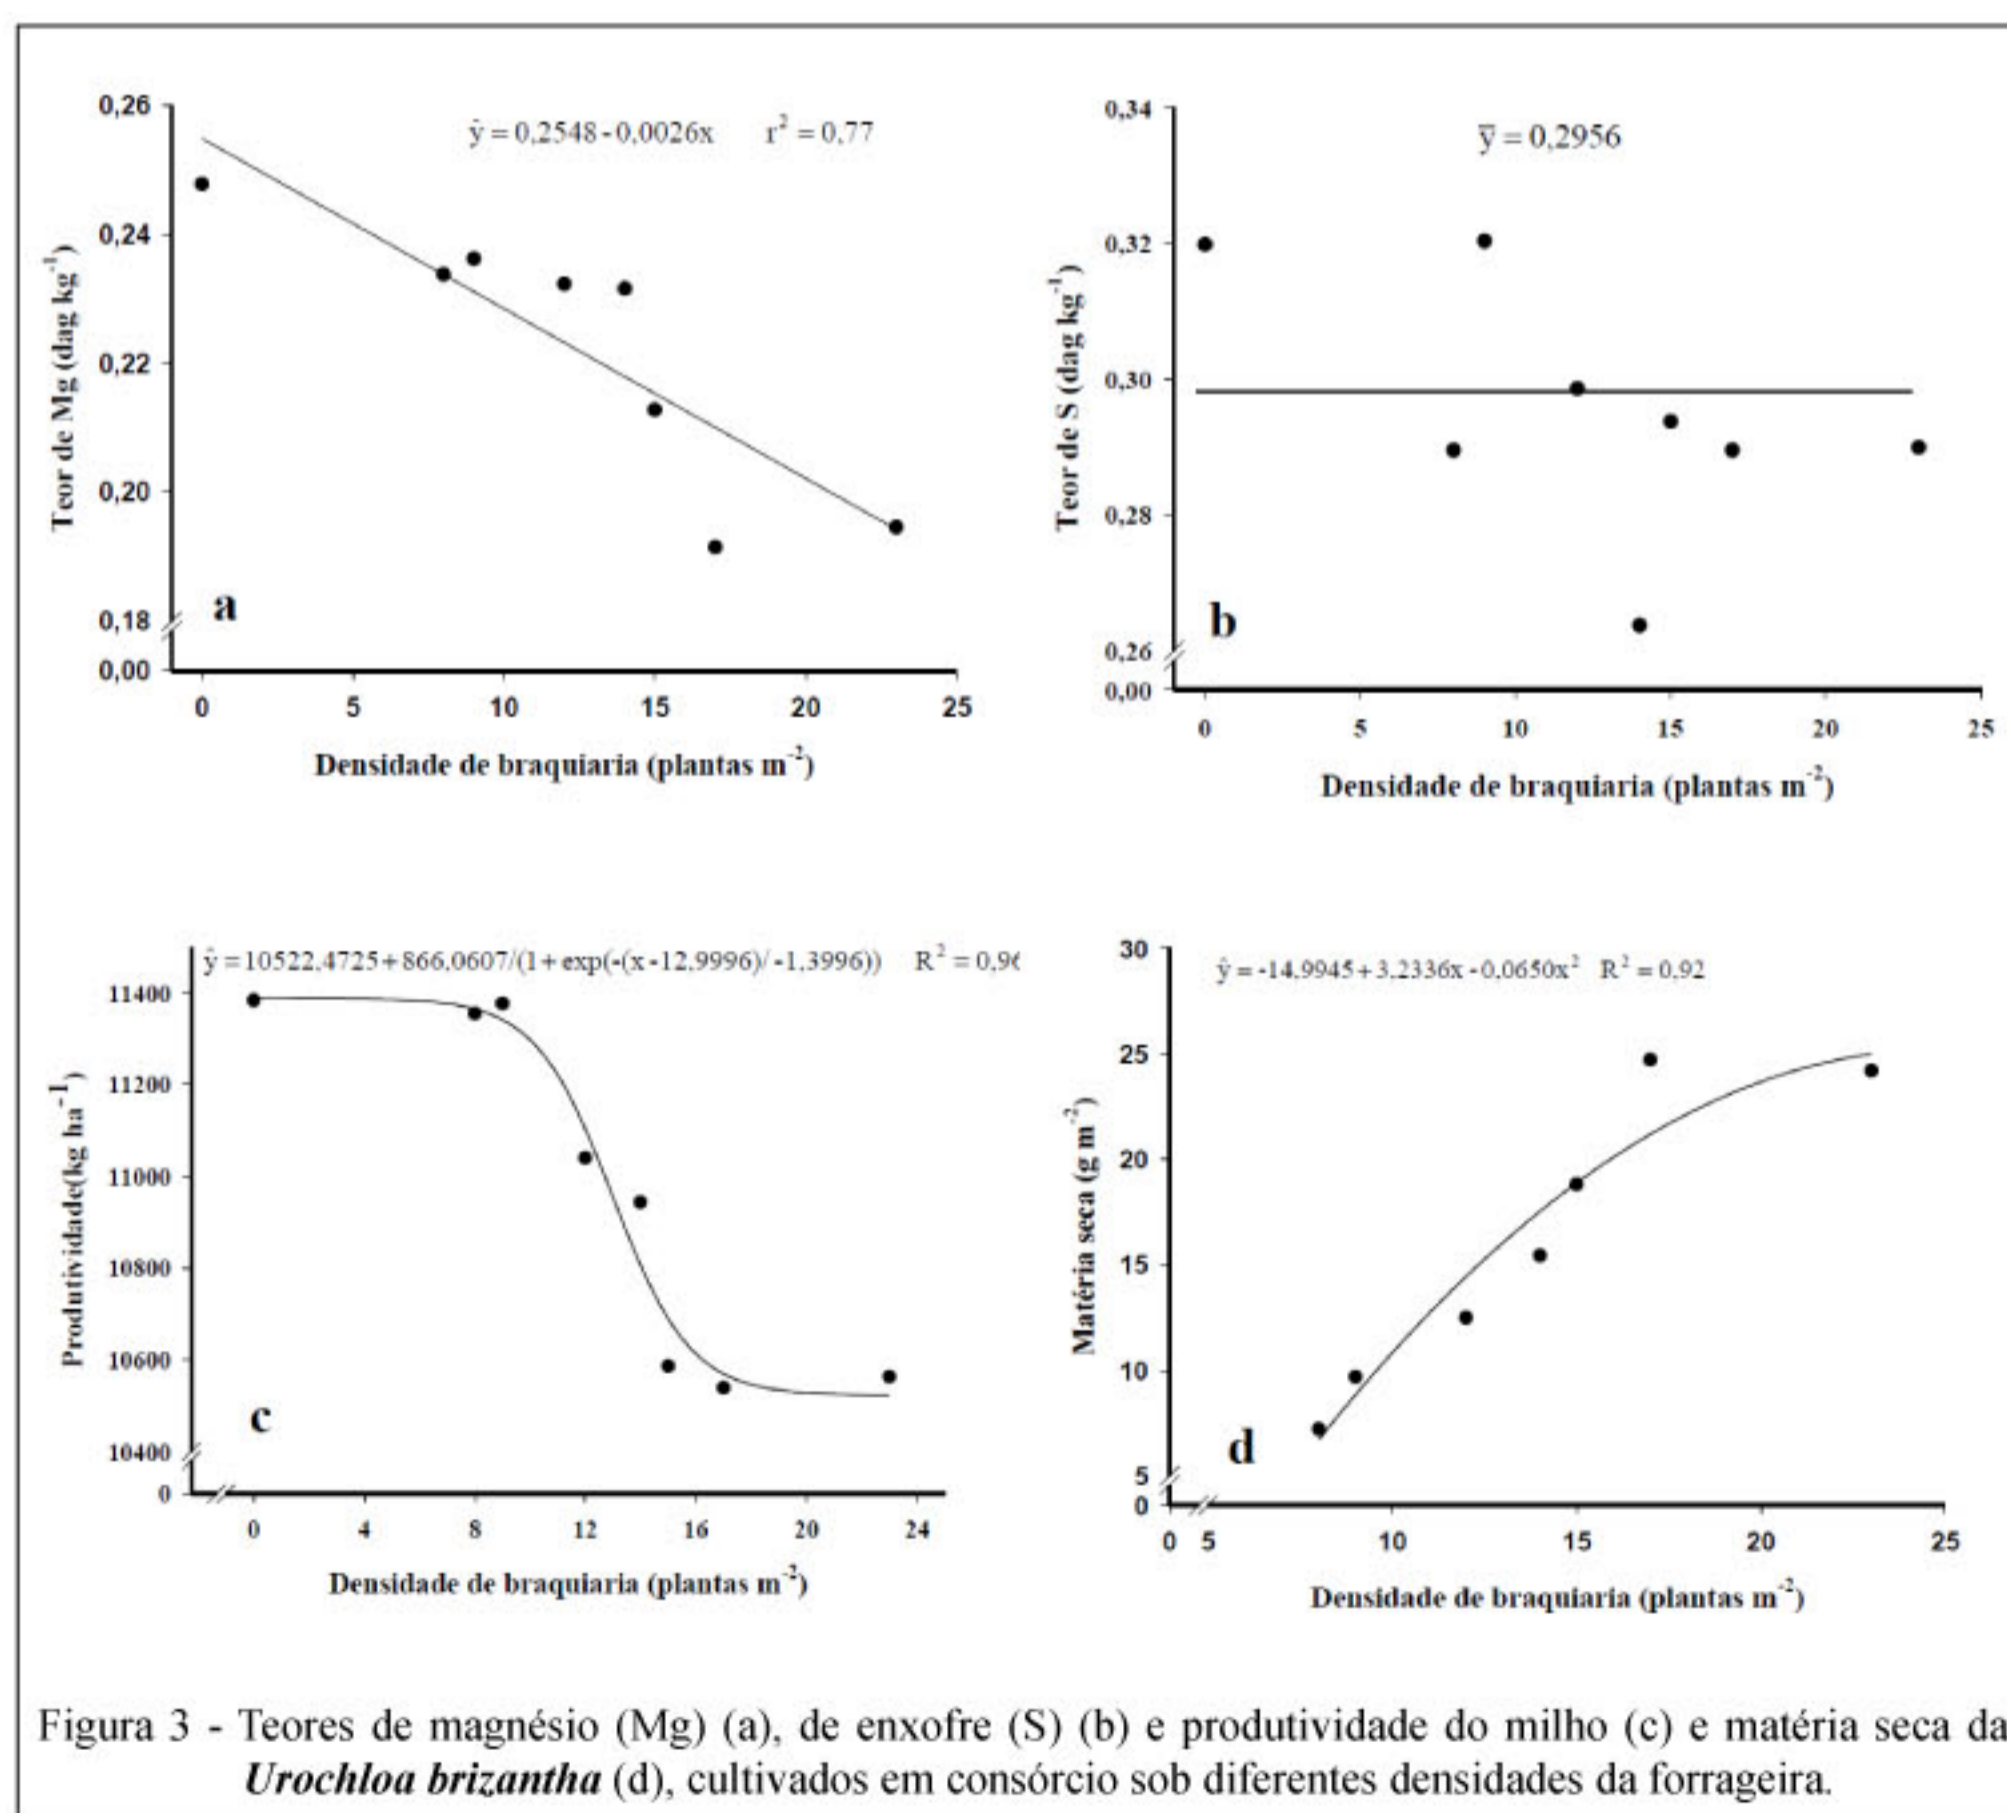 0,26
ŷ = 0,2548 - 0,0026x r² = 0,77
0,24
0,22
0,20
0,18
0,00
Teor de Mg (dag kg⁻¹)
a
0 5 10 15 20 25
Densidade de braquiaria (plantas m⁻²)
0,34
y̅ = 0,2956
0,32
0,30
0,28
0,26
0,00
Teor de S (dag kg⁻¹)
b
0 5 10 15 20 25
Densidade de braquiaria (plantas m⁻²)
ŷ = 10522,4725 + 866,0607/(1 + exp(-(x - 12,9996)/ -1,3996)) R² = 0,96
11400
11200
11000
10800
10600
10400
0
Produtividade(kg ha⁻¹)
c
0 4 8 12 16 20 24
Densidade de braquiaria (plantas m⁻²)
30
ŷ = -14,9945 + 3,2336x - 0,0650x² R² = 0,92
25
20
15
10
5
0
Matéria seca (g m⁻²)
d
0 5 10 15 20 25
Densidade de braquiaria (plantas m⁻²)
Figura 3 - Teores de magnésio (Mg) (a), de enxofre (S) (b) e produtividade do milho (c) e matéria seca da
Urochloa brizantha (d), cultivados em consórcio sob diferentes densidades da forrageira.